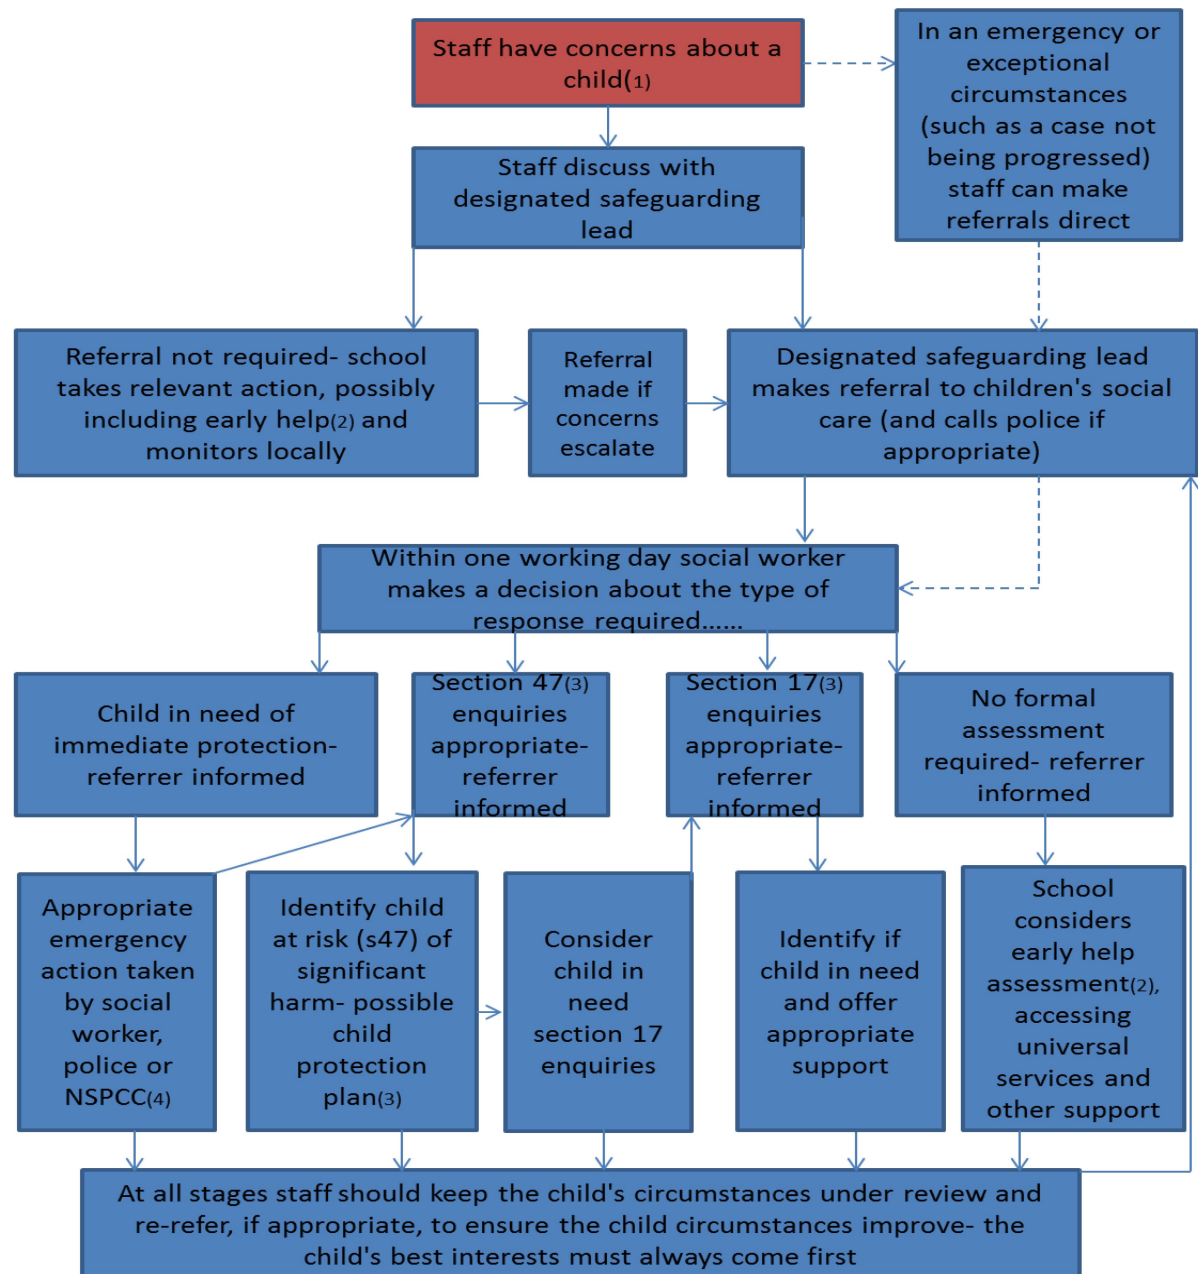 Staff have concerns about a
child(1)
In an emergency or
exceptional
circumstances
(such as a case not
being progressed)
staff can make
referrals direct
Staff discuss with
designated safeguarding
lead
Referral not required- school
takes relevant action, possibly
including early help(2) and
monitors locally
Referral
made if
concerns
escalate
Designated safeguarding lead
makes referral to children's social
care (and calls police if
appropriate)
Within one working day social worker
makes a decision about the type of
response required......
Child in need of
immediate protection-
referrer informed
Section 47(3)
enquiries
appropriate-
referrer
informed
Section 17(3)
enquiries
appropriate-
referrer
informed
No formal
assessment
required- referrer
informed
Appropriate
emergency
action taken
by social
worker,
police or
NSPCC(4)
Identify child
at risk (s47) of
significant
harm- possible
child
protection
plan(3)
Consider
child in
need
section 17
enquiries
Identify if
child in need
and offer
appropriate
support
School
considers
early help
assessment(2),
accessing
universal
services and
other support
At all stages staff should keep the child's circumstances under review and
re-refer, if appropriate, to ensure the child circumstances improve- the
child's best interests must always come first